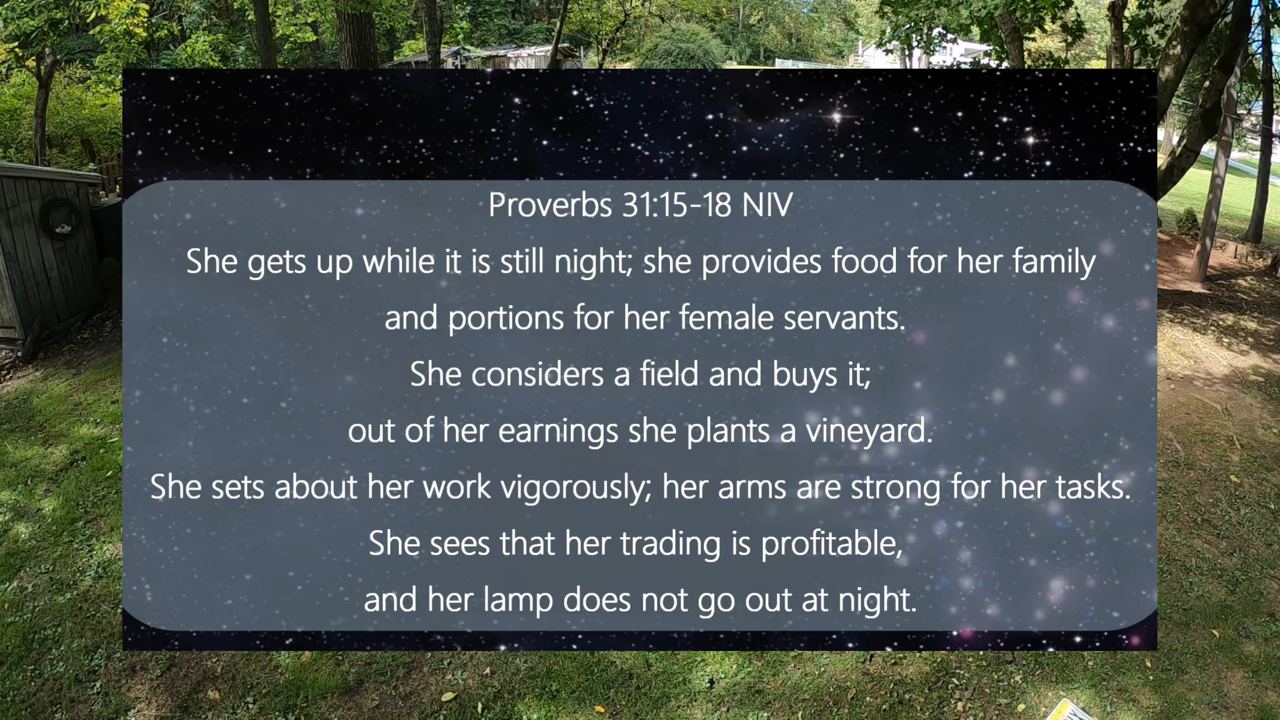 Proverbs 31:15-18 NIV
She gets up while it is still night; she provides food for her family
and portions for her female servants.
She considers a field and buys it;
out of her earnings she plants a vineyard.
She sets about her work vigorously; her arms are strong for her tasks.
She sees that her trading is profitable,
and her lamp does not go out at night.